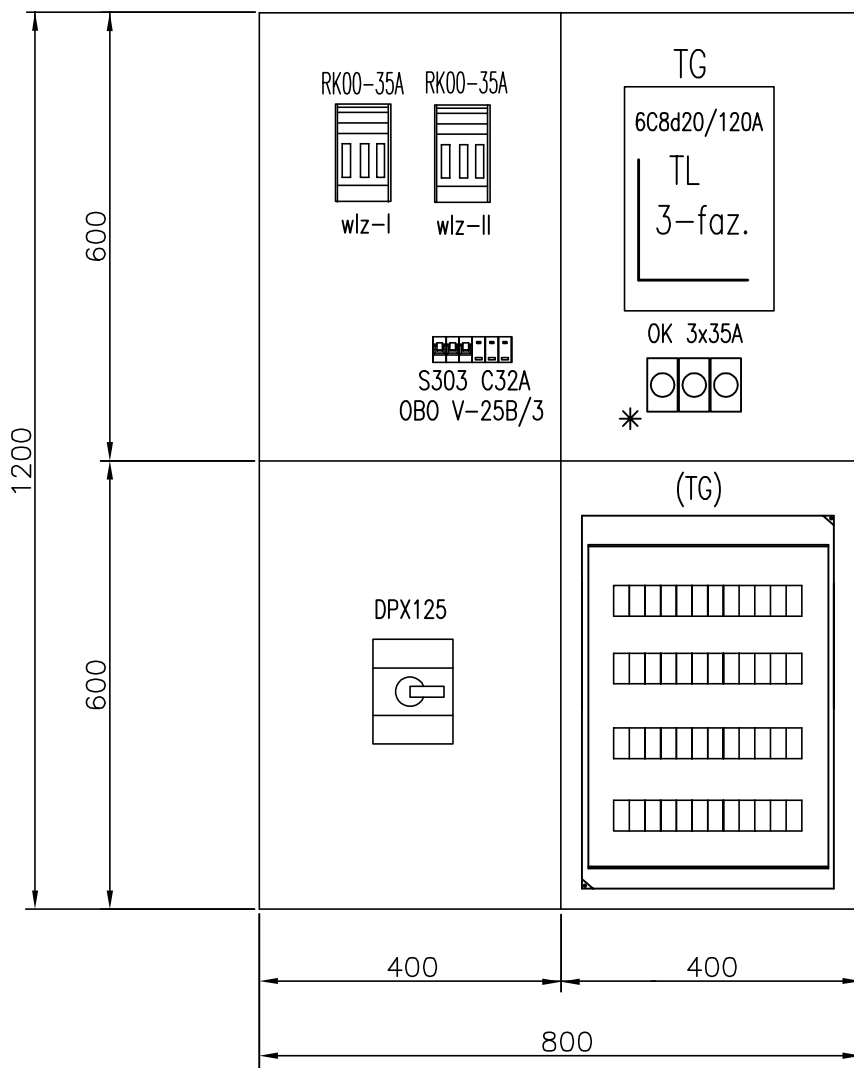 RK00-35A
RK00-35A
wlz-I
wlz-II
S303 C32A
OBO V-25B/3
TG
6C8d20/120A
TL
3-faz.
OK 3x35A
*
DPX125
(TG)
1200
600
600
400
400
800